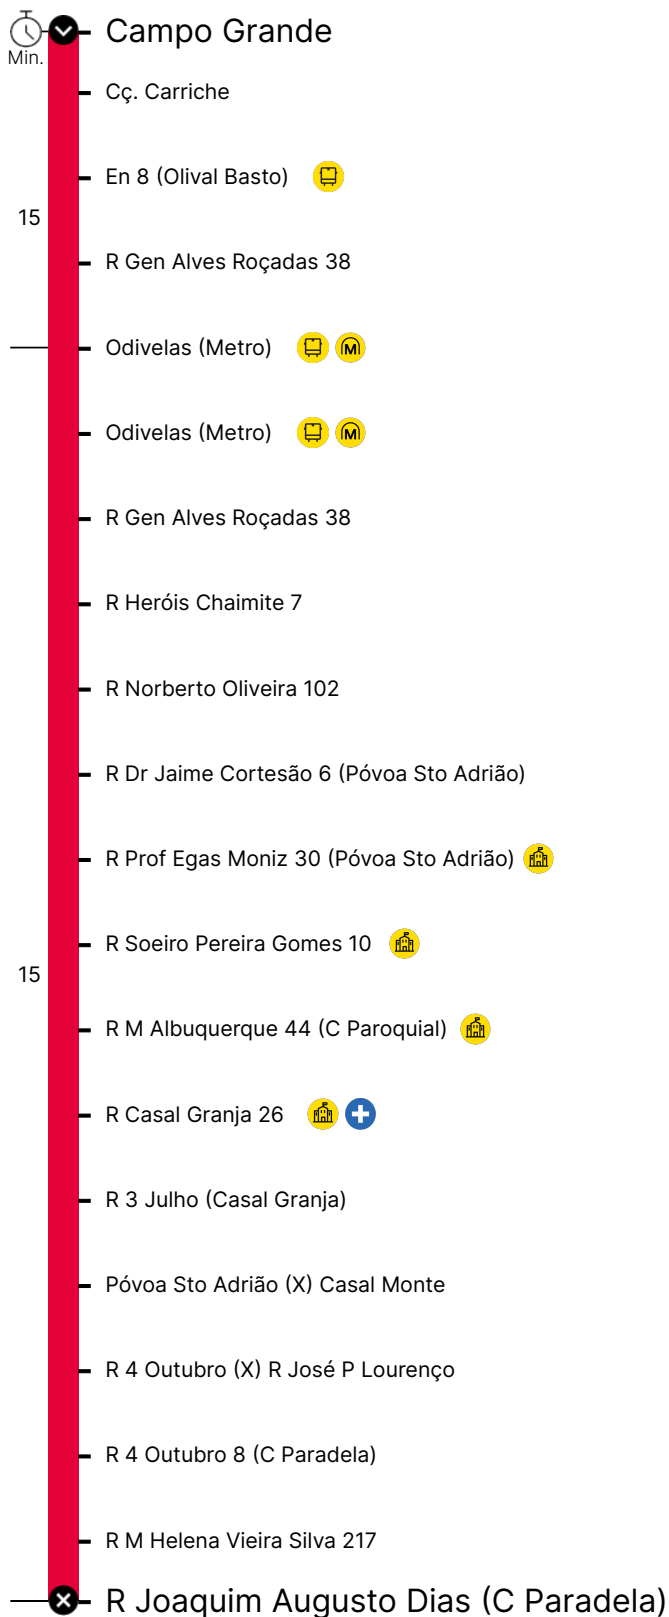 Campo Grande
Min.
Cç. Carriche
En 8 (Olival Basto)
15
R Gen Alves Roçadas 38
Odivelas (Metro) M
Odivelas (Metro) M
R Gen Alves Roçadas 38
R Heróis Chaimite 7
R Norberto Oliveira 102
R Dr Jaime Cortesão 6 (Póvoa Sto Adrião)
R Prof Egas Moniz 30 (Póvoa Sto Adrião)
R Soeiro Pereira Gomes 10
15
R M Albuquerque 44 (C Paroquial)
R Casal Granja 26
R 3 Julho (Casal Granja)
Póvoa Sto Adrião (X) Casal Monte
R 4 Outubro (X) R José P Lourenço
R 4 Outubro 8 (C Paradela)
R M Helena Vieira Silva 217
R Joaquim Augusto Dias (C Paradela)